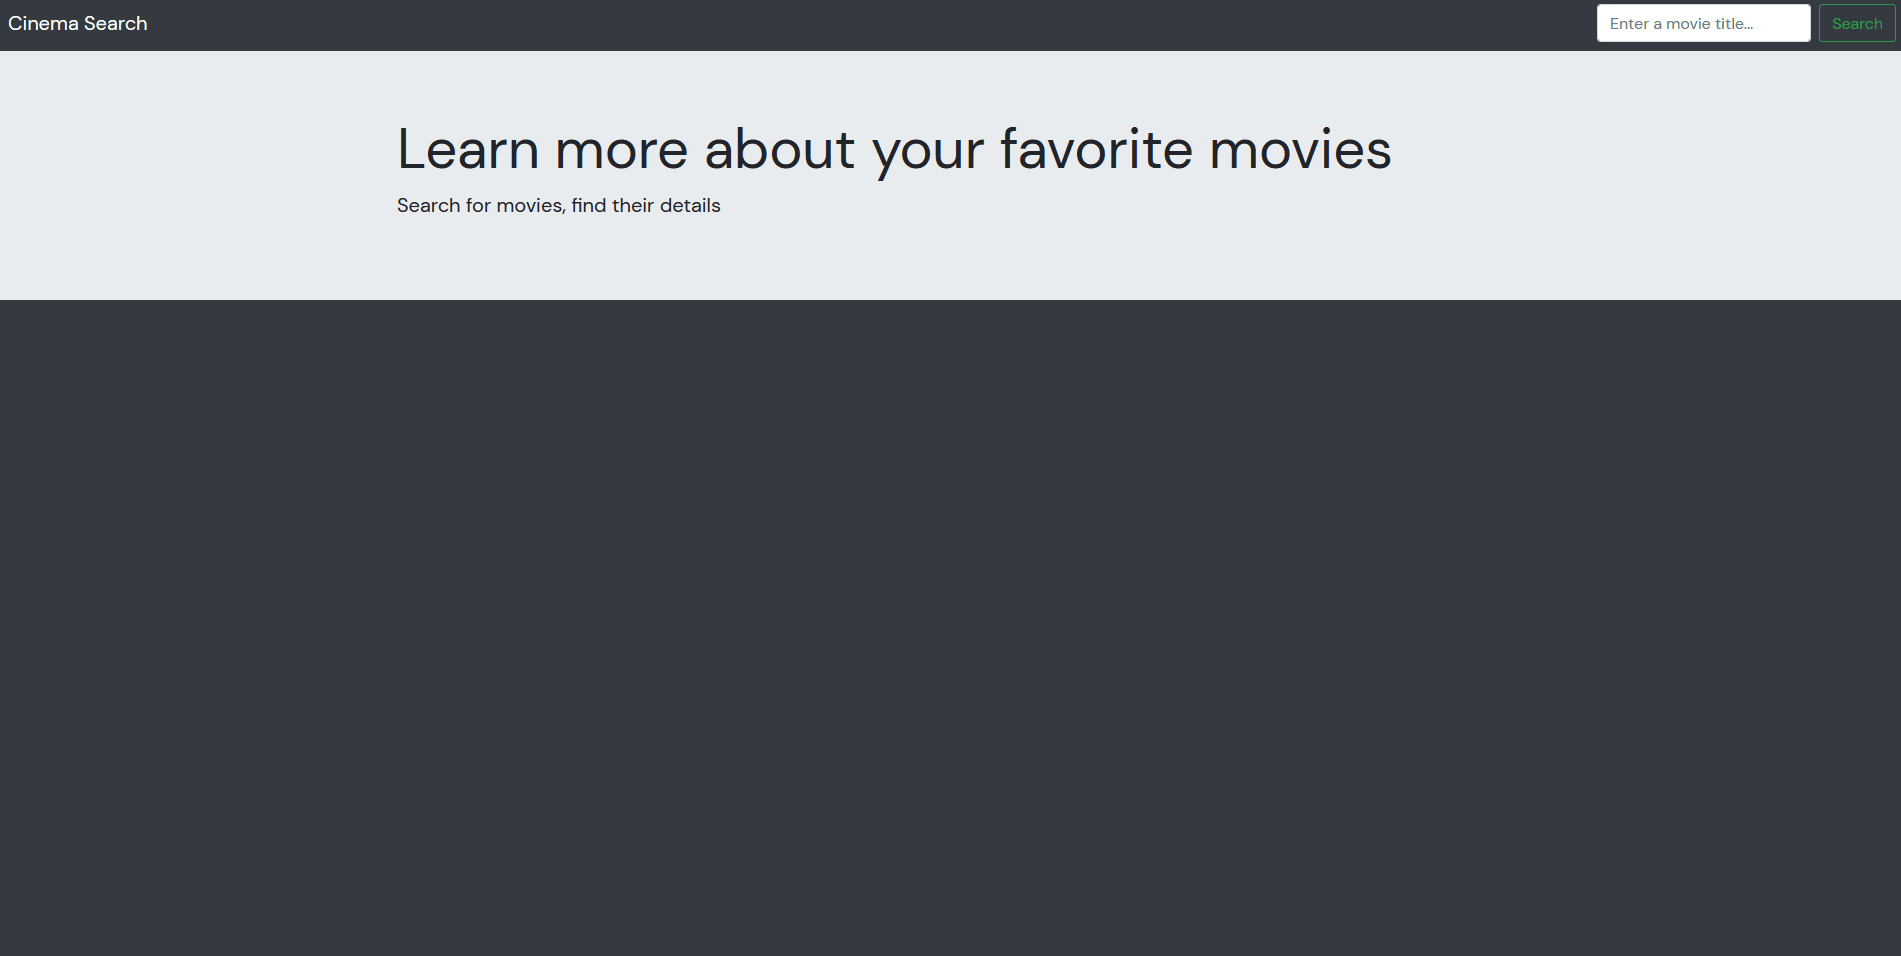 Cinema Search
Enter a movie title...
Search
Learn more about your favorite movies
Search for movies, find their details